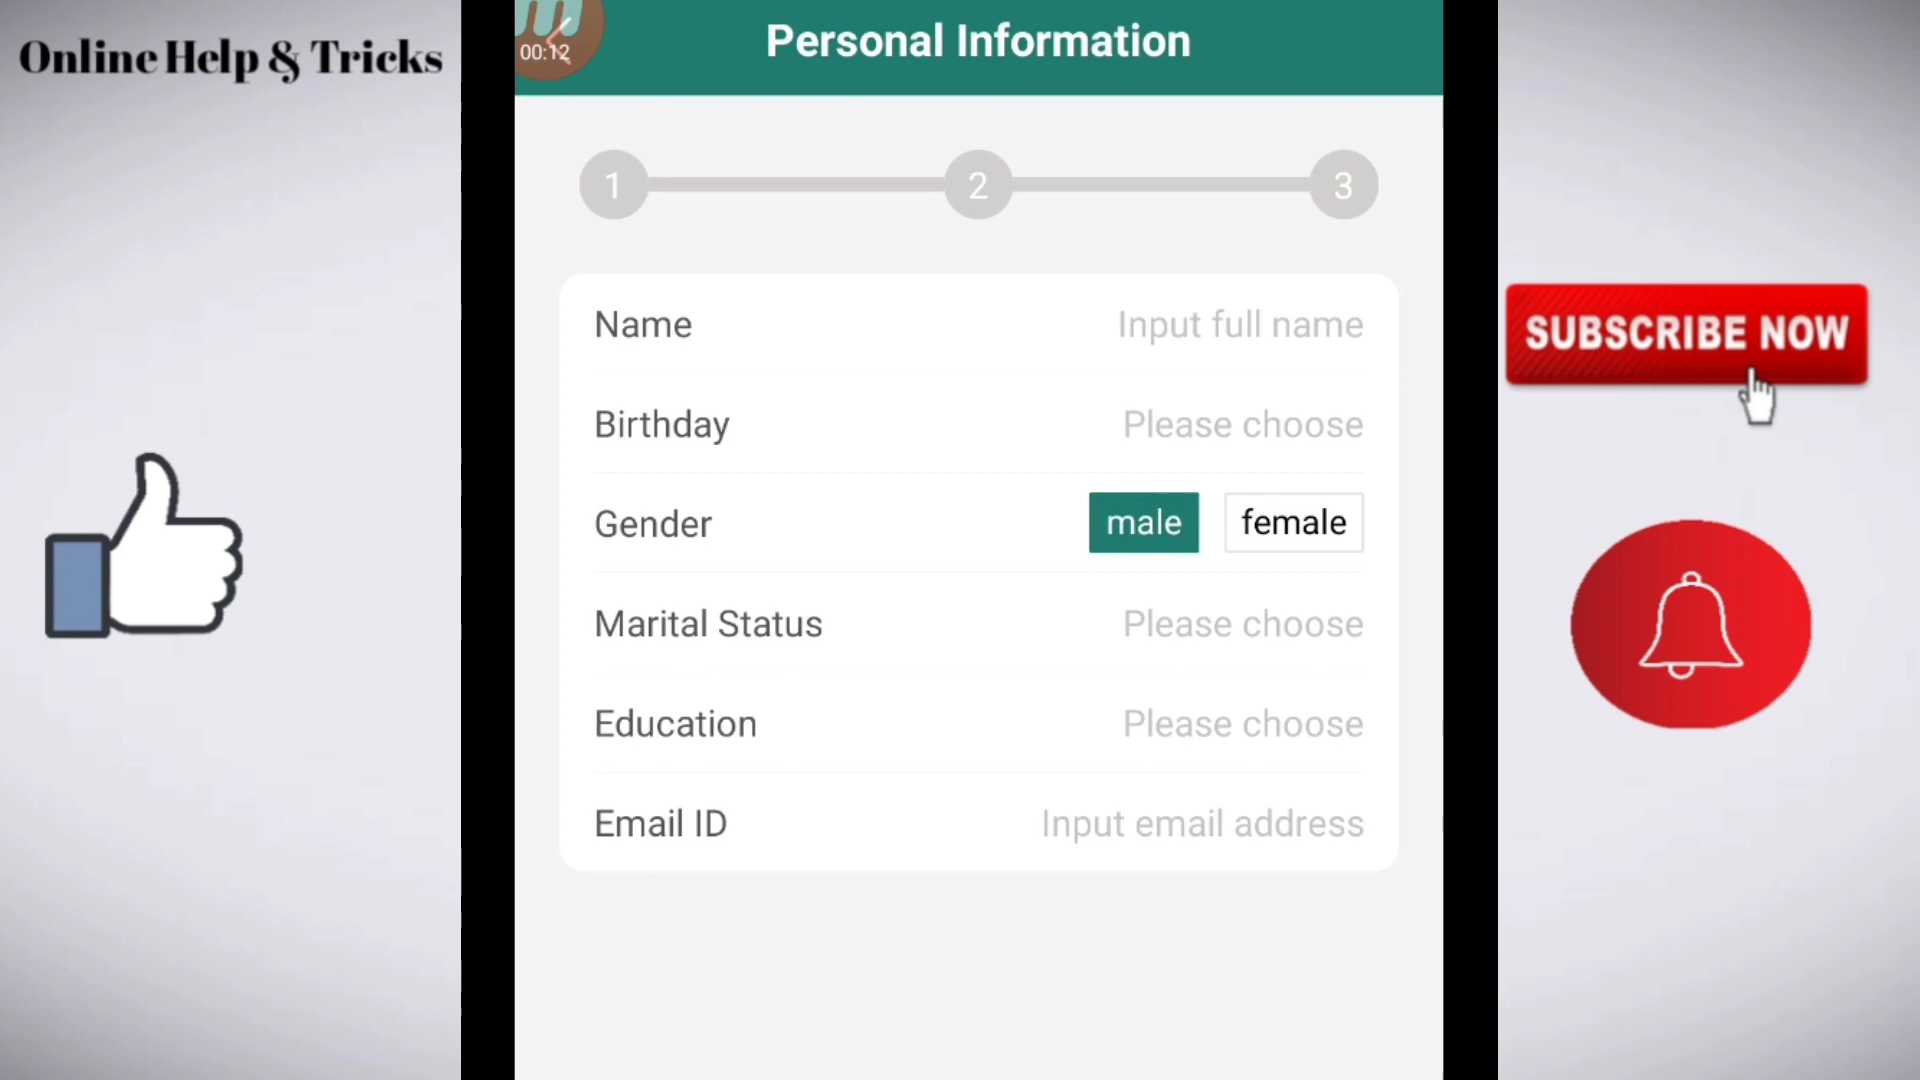 Online Help & Tricks
00:12
Personal Information
1 2 3
Name Input full name
Birthday Please choose
Gender male female
Marital Status Please choose
Education Please choose
Email ID Input email address
SUBSCRIBE NOW